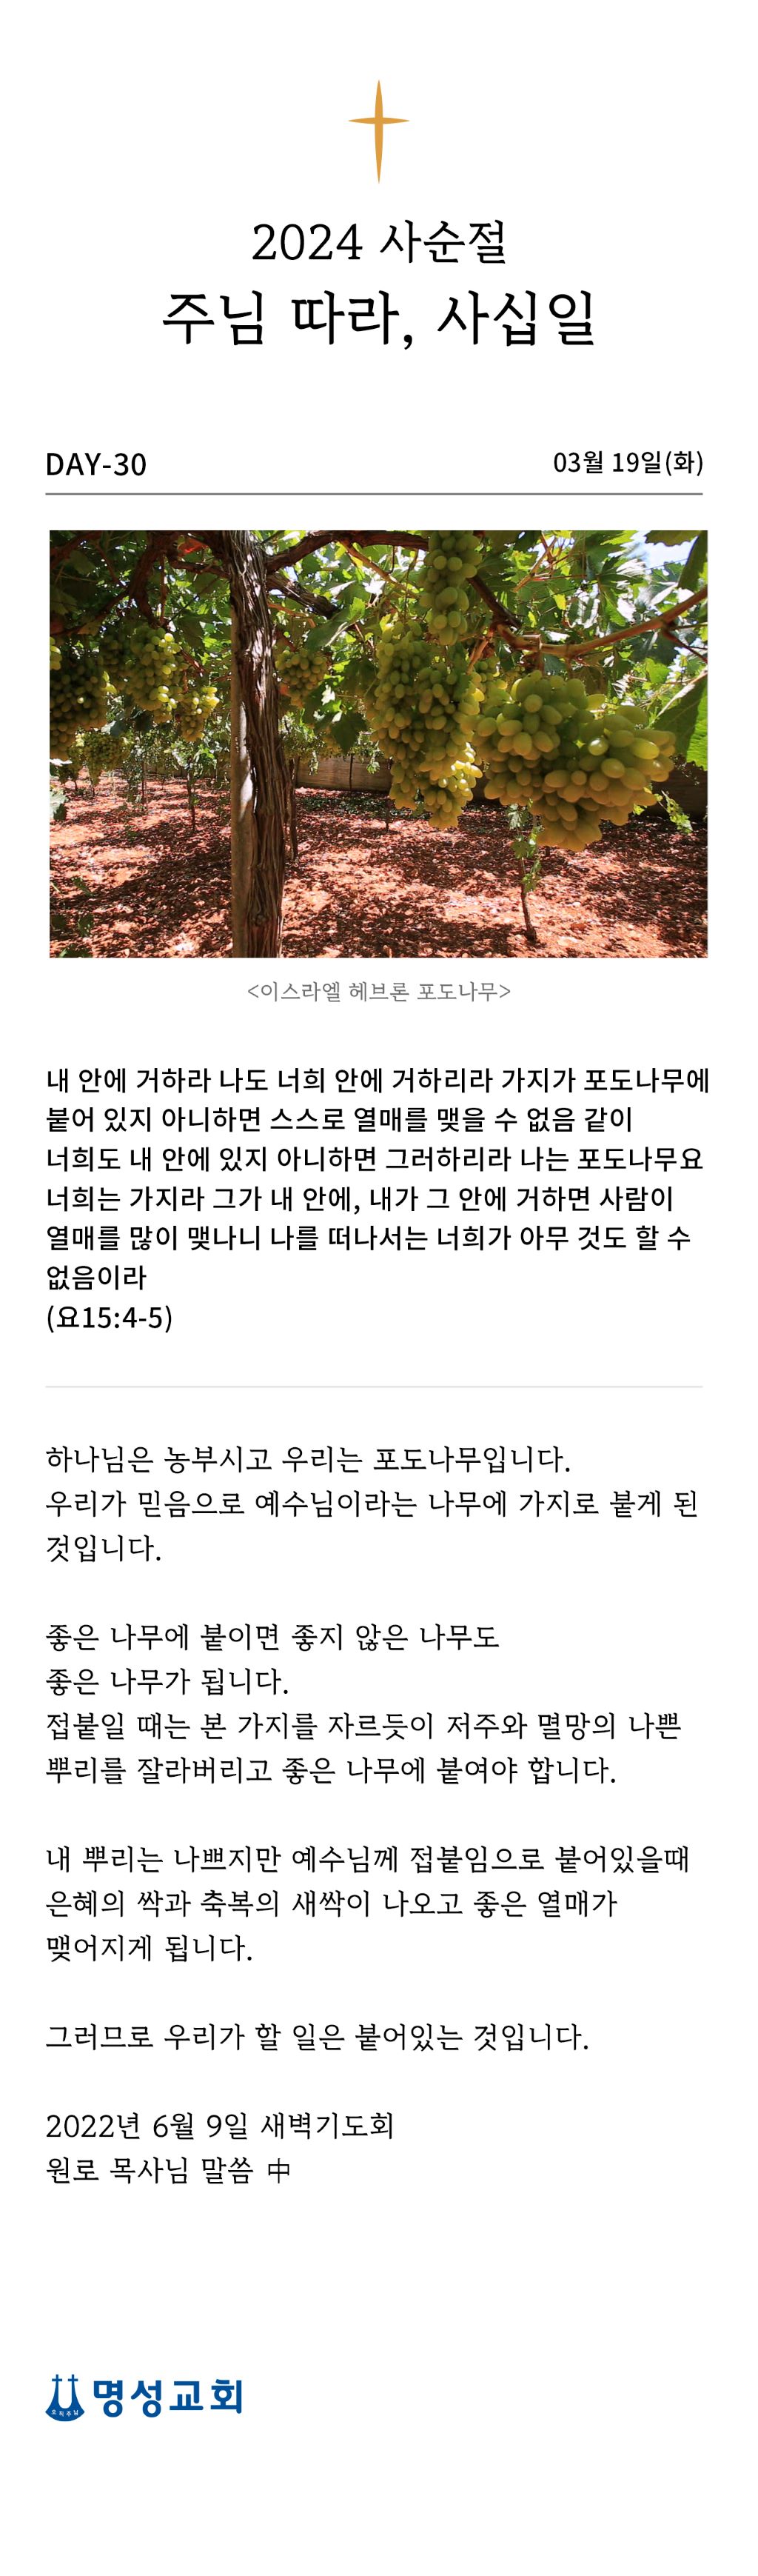 2024 사순절
주님 따라, 사십일
DAY-30
03월 19일(화)
<이스라엘 헤브론 포도나무>
내 안에 거하라 나도 너희 안에 거하리라 가지가 포도나무에
붙어 있지 아니하면 스스로 열매를 맺을 수 없음 같이
너희도 내 안에 있지 아니하면 그러하리라 나는 포도나무요
너희는 가지라 그가 내 안에, 내가 그 안에 거하면 사람이
열매를 많이 맺나니 나를 떠나서는 너희가 아무 것도 할 수
없음이라
(요15:4-5)
하나님은 농부시고 우리는 포도나무입니다.
우리가 믿음으로 예수님이라는 나무에 가지로 붙게 된
것입니다.
좋은 나무에 붙이면 좋지 않은 나무도
좋은 나무가 됩니다.
접붙일 때는 본 가지를 자르듯이 저주와 멸망의 나쁜
뿌리를 잘라버리고 좋은 나무에 붙여야 합니다.
내 뿌리는 나쁘지만 예수님께 접붙임으로 붙어있을때
은혜의 싹과 축복의 새싹이 나오고 좋은 열매가
맺어지게 됩니다.
그러므로 우리가 할 일은 붙어있는 것입니다.
2022년 6월 9일 새벽기도회
원로 목사님 말씀 中
오직주님
명성교회